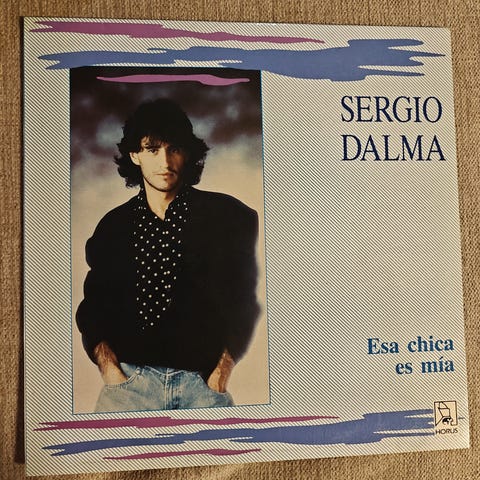 SERGIO
DALMA
Esa chica
es mía
HORUS